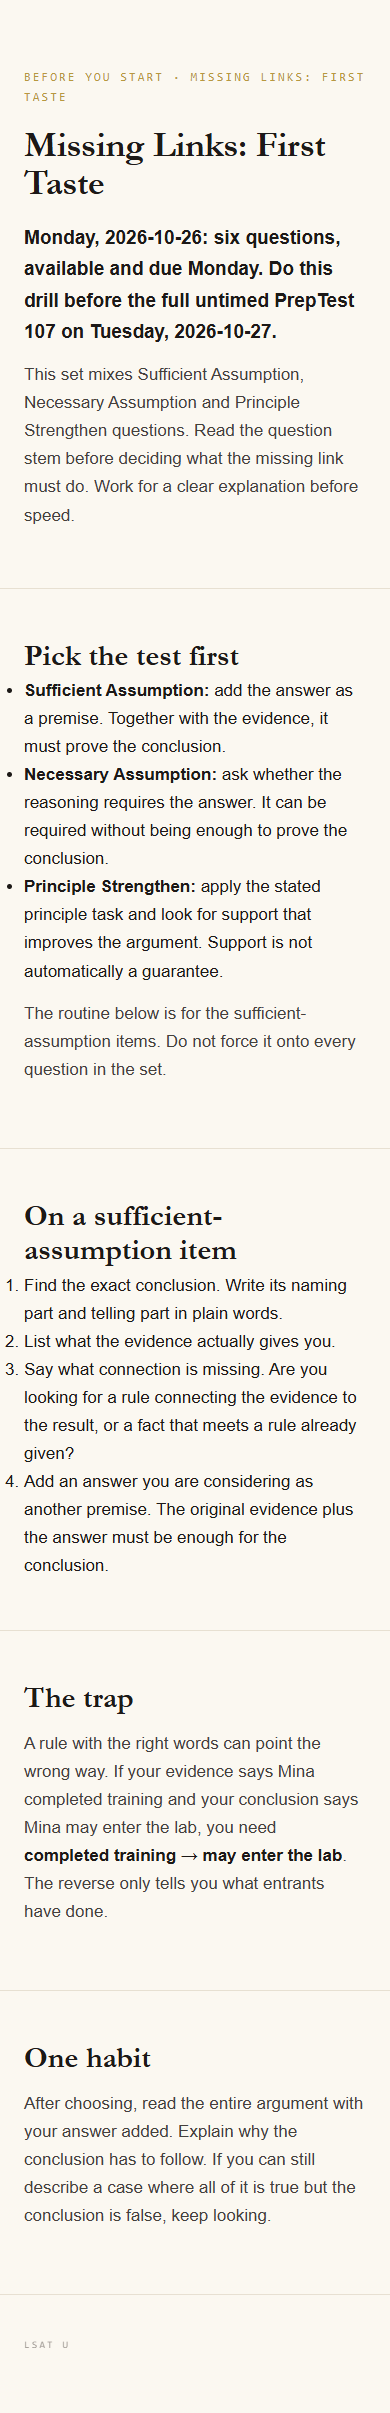 BEFORE YOU START · MISSING LINKS: FIRST
TASTE
Missing Links: First
Taste
Monday, 2026-10-26: six questions,
available and due Monday. Do this
drill before the full untimed PrepTest
107 on Tuesday, 2026-10-27.
This set mixes Sufficient Assumption,
Necessary Assumption and Principle
Strengthen questions. Read the question
stem before deciding what the missing link
must do. Work for a clear explanation before
speed.
Pick the test first
• Sufficient Assumption: add the answer as
a premise. Together with the evidence, it
must prove the conclusion.
• Necessary Assumption: ask whether the
reasoning requires the answer. It can be
required without being enough to prove the
conclusion.
• Principle Strengthen: apply the stated
principle task and look for support that
improves the argument. Support is not
automatically a guarantee.
The routine below is for the sufficient-
assumption items. Do not force it onto every
question in the set.
On a sufficient-
assumption item
1. Find the exact conclusion. Write its naming
part and telling part in plain words.
2. List what the evidence actually gives you.
3. Say what connection is missing. Are you
looking for a rule connecting the evidence to
the result, or a fact that meets a rule already
given?
4. Add an answer you are considering as
another premise. The original evidence plus
the answer must be enough for the
conclusion.
The trap
A rule with the right words can point the
wrong way. If your evidence says Mina
completed training and your conclusion says
Mina may enter the lab, you need
completed training → may enter the lab.
The reverse only tells you what entrants
have done.
One habit
After choosing, read the entire argument with
your answer added. Explain why the
conclusion has to follow. If you can still
describe a case where all of it is true but the
conclusion is false, keep looking.
LSAT U